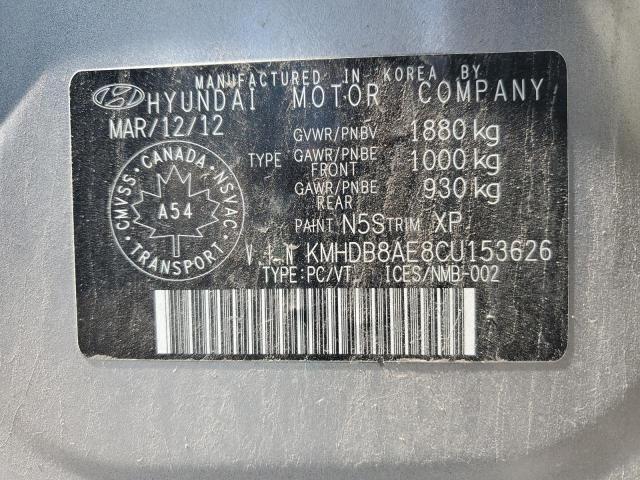 MANUFACTURED IN KOREA BY
HYUNDAI MOTOR COMPANY
MAR/12/12
GVWR/PNBV 1880 kg
TYPE GAWR/PNBE FRONT 1000 kg
GAWR/PNBE REAR 930 kg
PAINT N5S TRIM XP
CMVSS • CANADA • NSVAC • TRANSPORT •
A54
V.I.N KMHDB8AE8CU153626
TYPE:PC/VT ICES/NMB-002